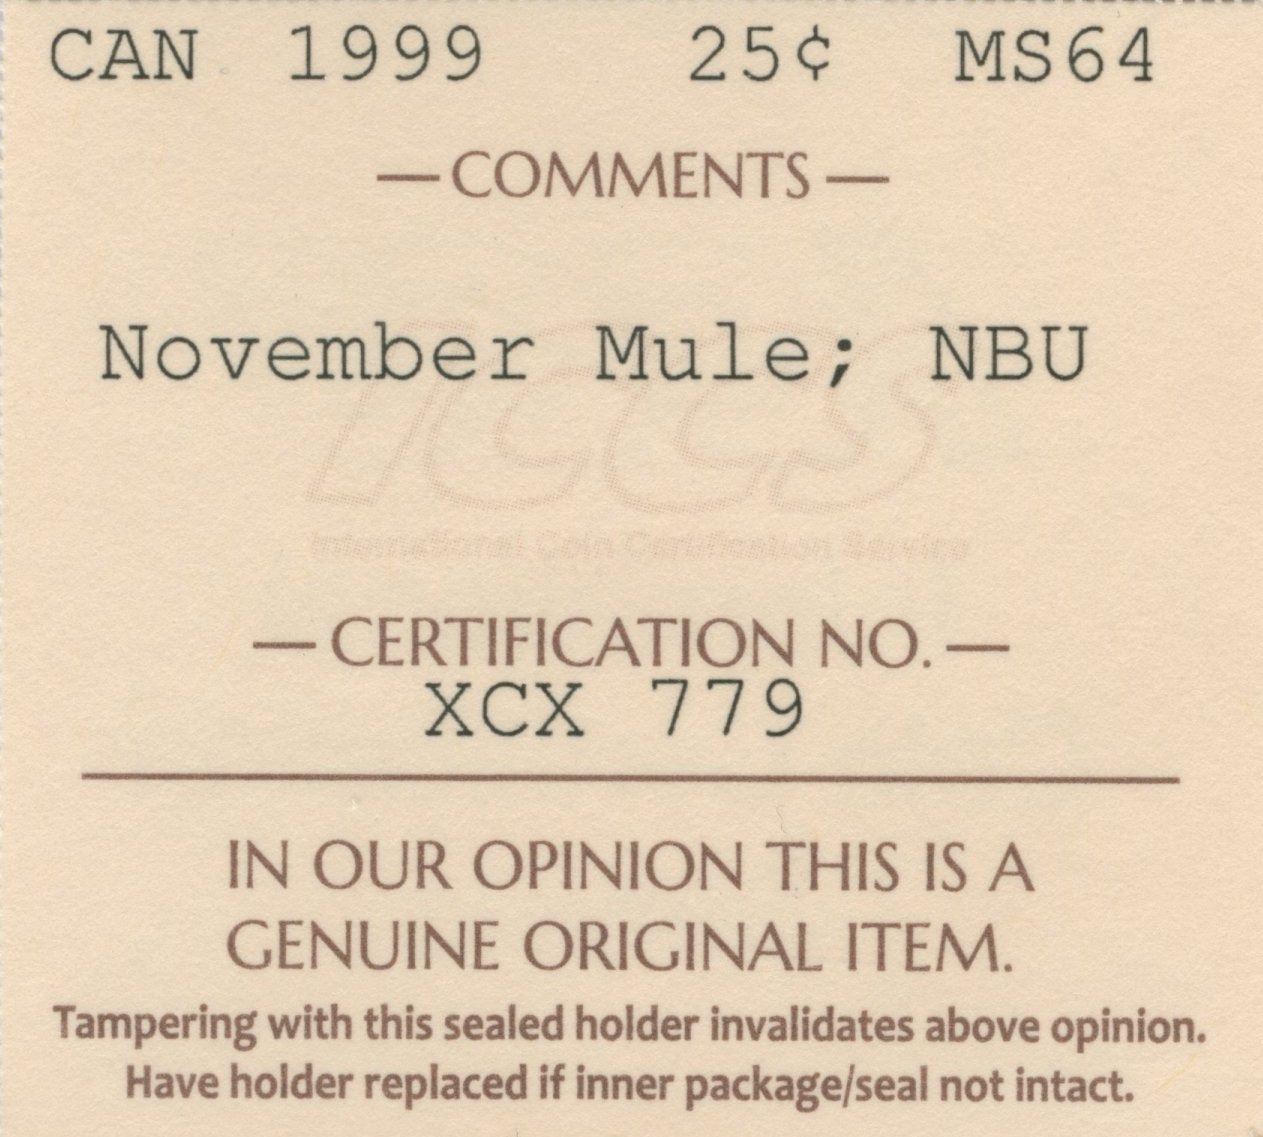 CAN 1999 25¢ MS64
— COMMENTS —
November Mule; NBU
ICCS
International Coin Certification Service
— CERTIFICATION NO. —
XCX 779
IN OUR OPINION THIS IS A
GENUINE ORIGINAL ITEM.
Tampering with this sealed holder invalidates above opinion.
Have holder replaced if inner package/seal not intact.